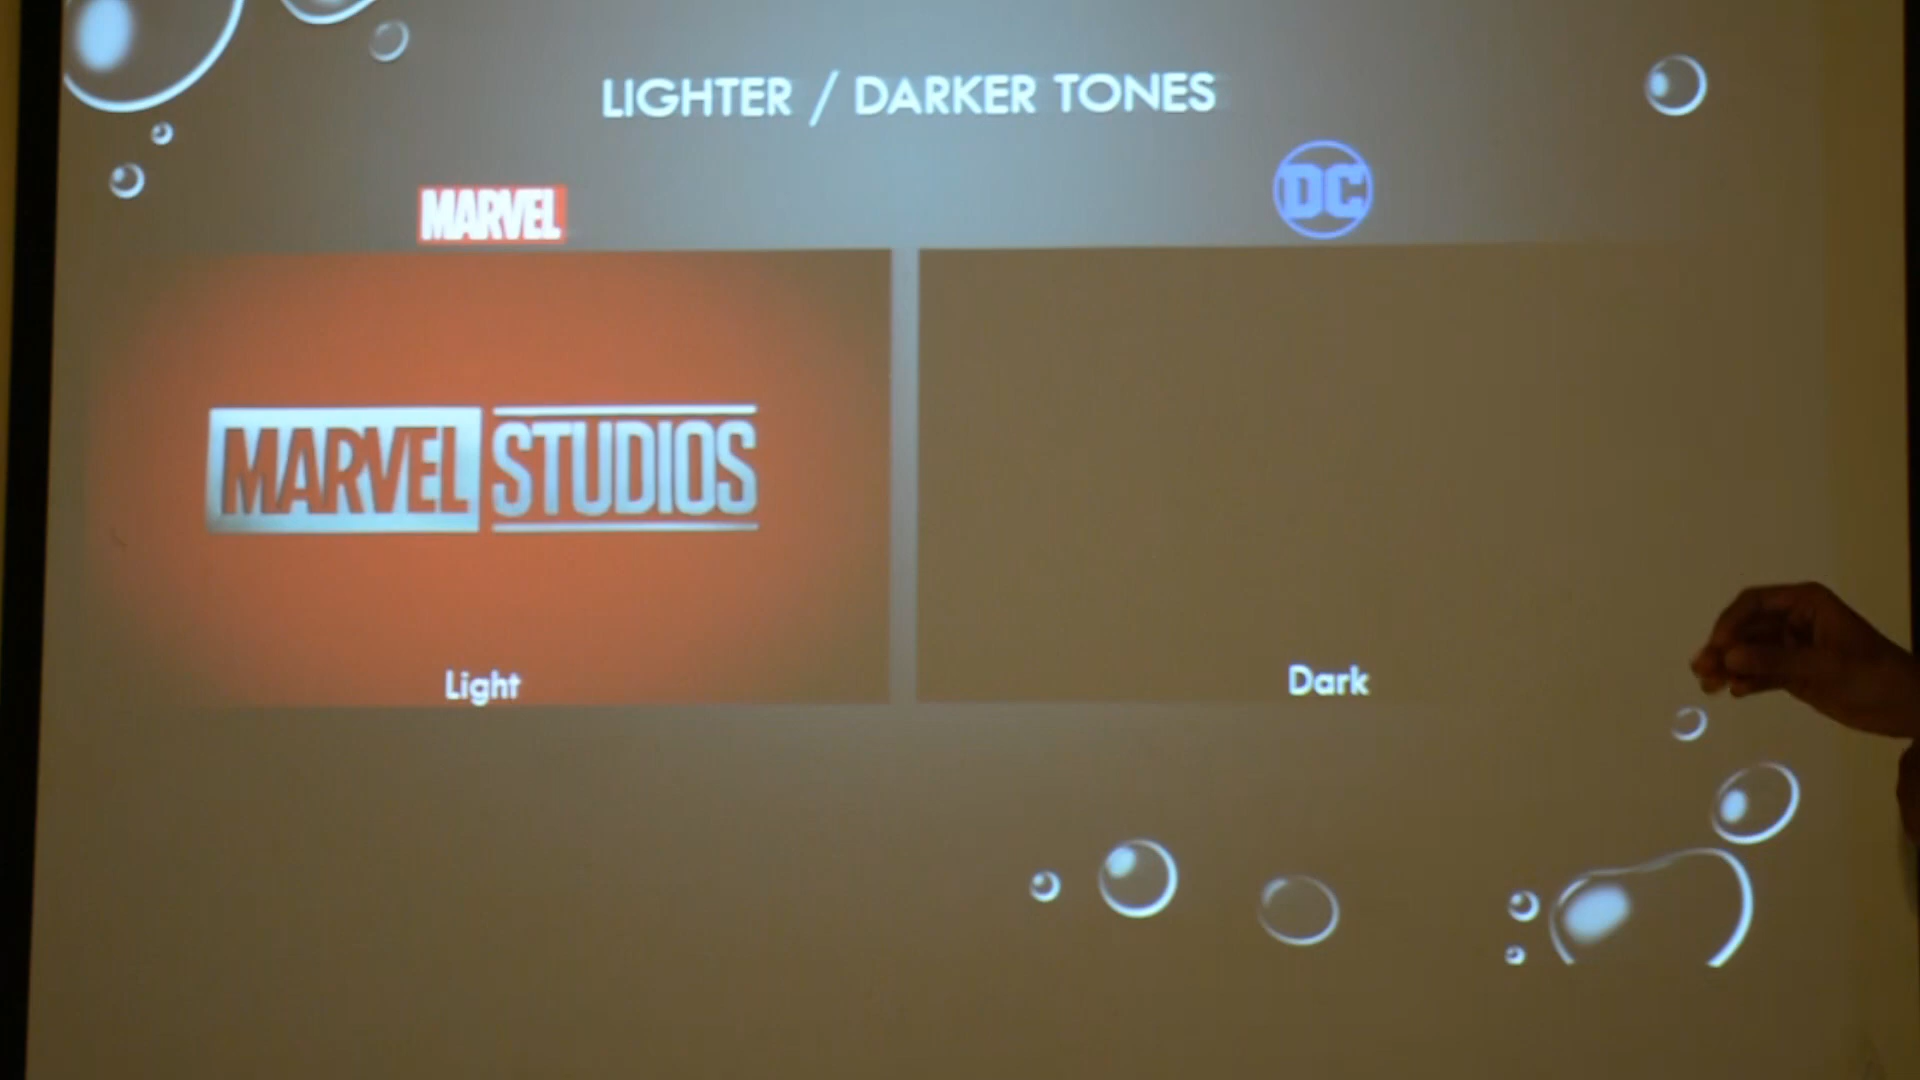 LIGHTER / DARKER TONES
MARVEL
DC
MARVEL STUDIOS
Light
Dark